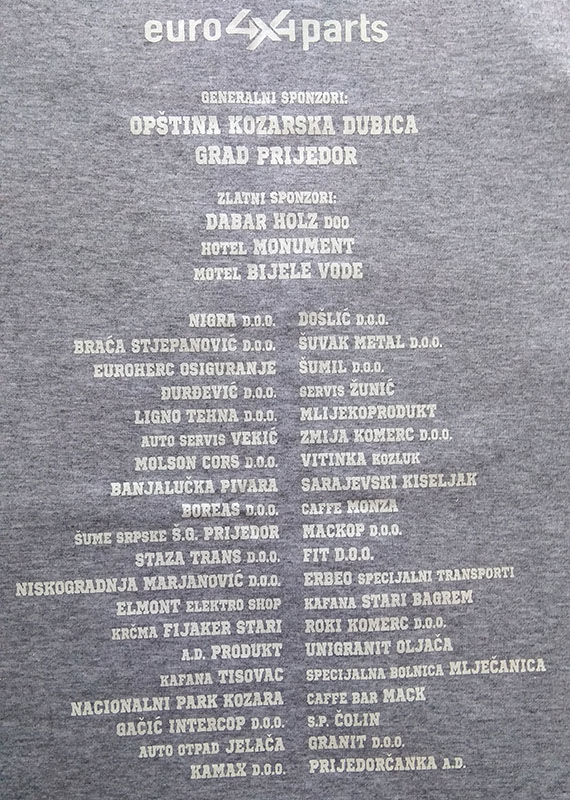 euro4x4parts
GENERALNI SPONZORI:
OPŠTINA KOZARSKA DUBICA
GRAD PRIJEDOR
ZLATNI SPONZORI:
DABAR HOLZ DOO
HOTEL MONUMENT
MOTEL BIJELE VODE
NIGRA D.O.O.
BRAĆA STJEPANOVIĆ D.O.O.
EUROHERC OSIGURANJE
ĐURĐEVIĆ D.O.O.
LIGNO TEHNA D.O.O.
AUTO SERVIS VEKIĆ
MOLSON CORS D.O.O.
BANJALUČKA PIVARA
BOREAS D.O.O.
ŠUME SRPSKE Š.G. PRIJEDOR
STAZA TRANS D.O.O.
NISKOGRADNJA MARJANOVIĆ D.O.O.
ELMONT ELEKTRO SHOP
KRČMA FIJAKER STARI
A.D. PRODUKT
KAFANA TISOVAC
NACIONALNI PARK KOZARA
GAČIĆ INTERCOP D.O.O.
AUTO OTPAD JELAČA
KAMAX D.O.O.
DOŠLIĆ D.O.O.
ŠUVAK METAL D.O.O.
ŠUMIL D.O.O.
SERVIS ŽUNIĆ
MLIJEKOPRODUKT
ZMIJA KOMERC D.O.O.
VITINKA KOZLUK
SARAJEVSKI KISELJAK
CAFFE MONZA
MACKOP D.O.O.
FIT D.O.O.
ERBEO SPECIJALNI TRANSPORTI
KAFANA STARI BAGREM
ROKI KOMERC D.O.O.
UNIGRANIT OLJAČA
SPECIJALNA BOLNICA MLJEČANICA
CAFFE BAR MACK
S.P. ČOLIN
GRANIT D.O.O.
PRIJEDORČANKA A.D.